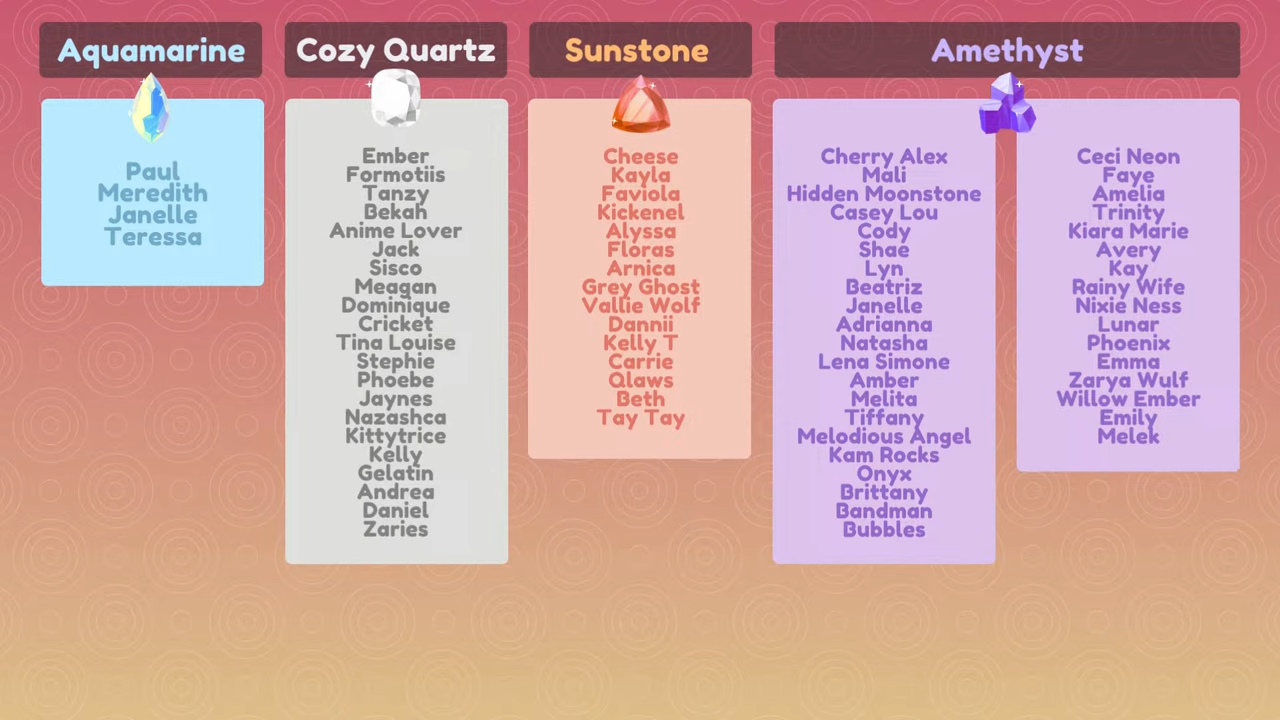 Aquamarine
Paul
Meredith
Janelle
Teressa
Cozy Quartz
Ember
Formotiis
Tanzy
Bekah
Anime Lover
Jack
Sisco
Meagan
Dominique
Cricket
Tina Louise
Stephie
Phoebe
Jaynes
Nazashca
Kittytrice
Kelly
Gelatin
Andrea
Daniel
Zaries
Sunstone
Cheese
Kayla
Faviola
Kickenel
Alyssa
Floras
Arnica
Grey Ghost
Vallie Wolf
Dannii
Kelly T
Carrie
Qlaws
Beth
Tay Tay
Amethyst
Cherry Alex
Mali
Hidden Moonstone
Casey Lou
Cody
Shae
Lyn
Beatriz
Janelle
Adrianna
Natasha
Lena Simone
Amber
Melita
Tiffany
Melodious Angel
Kam Rocks
Onyx
Brittany
Bandman
Bubbles
Ceci Neon
Faye
Amelia
Trinity
Kiara Marie
Avery
Kay
Rainy Wife
Nixie Ness
Lunar
Phoenix
Emma
Zarya Wulf
Willow Ember
Emily
Melek